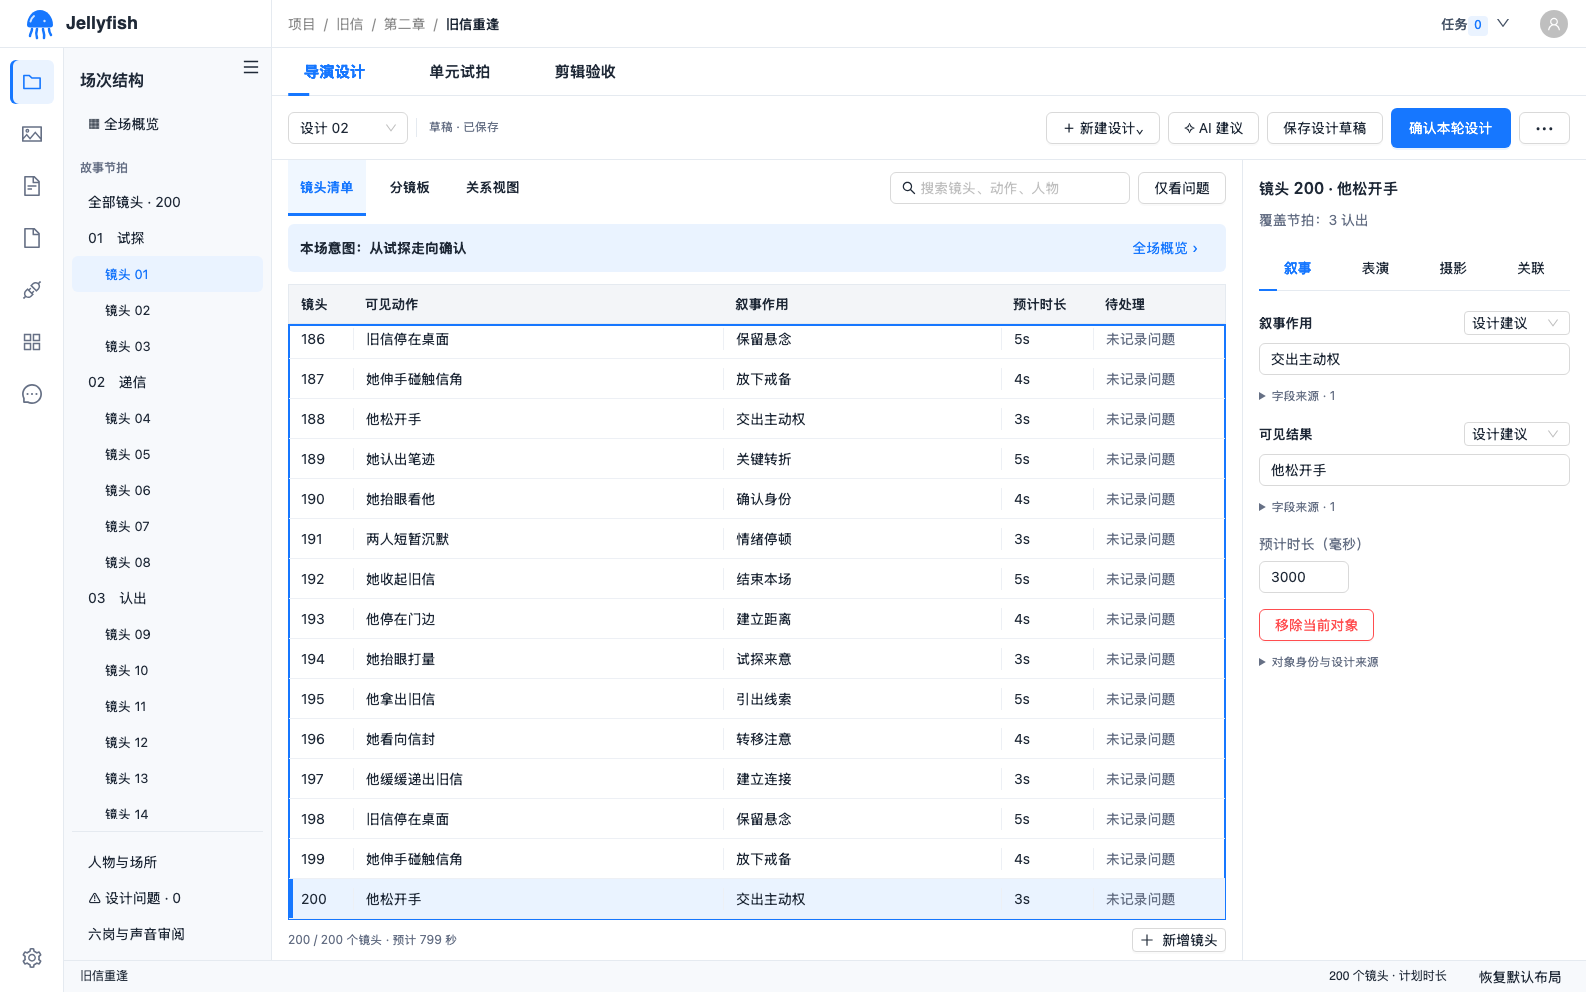 Jellyfish
项目 / 旧信 / 第二章 / 旧信重逢
任务 0
场次结构
全场概览
故事节拍
全部镜头 · 200
01 试探
镜头 01
镜头 02
镜头 03
02 递信
镜头 04
镜头 05
镜头 06
镜头 07
镜头 08
03 认出
镜头 09
镜头 10
镜头 11
镜头 12
镜头 13
镜头 14
人物与场所
设计问题 · 0
六岗与声音审阅
导演设计 单元试拍 剪辑验收
设计 02 草稿 · 已保存
+ 新建设计 AI 建议 保存设计草稿 确认本轮设计 ...
镜头清单 分镜板 关系视图
搜索镜头、动作、人物 仅看问题
本场意图：从试探走向确认 全场概览 ›
镜头 可见动作 叙事作用 预计时长 待处理
186 旧信停在桌面 保留悬念 5s 未记录问题
187 她伸手碰触信角 放下戒备 4s 未记录问题
188 他松开手 交出主动权 3s 未记录问题
189 她认出笔迹 关键转折 5s 未记录问题
190 她抬眼看他 确认身份 4s 未记录问题
191 两人短暂沉默 情绪停顿 3s 未记录问题
192 她收起旧信 结束本场 5s 未记录问题
193 他停在门边 建立距离 4s 未记录问题
194 她抬眼打量 试探来意 3s 未记录问题
195 他拿出旧信 引出线索 5s 未记录问题
196 她看向信封 转移注意 4s 未记录问题
197 他缓缓递出旧信 建立连接 3s 未记录问题
198 旧信停在桌面 保留悬念 5s 未记录问题
199 她伸手碰触信角 放下戒备 4s 未记录问题
200 他松开手 交出主动权 3s 未记录问题
200 / 200 个镜头 · 预计 799 秒
+ 新增镜头
镜头 200 · 他松开手
覆盖节拍：3 认出
叙事 表演 摄影 关联
叙事作用 设计建议
交出主动权
字段来源 · 1
可见结果 设计建议
他松开手
字段来源 · 1
预计时长（毫秒）
3000
移除当前对象
对象身份与设计来源
旧信重逢
200 个镜头 · 计划时长 恢复默认布局